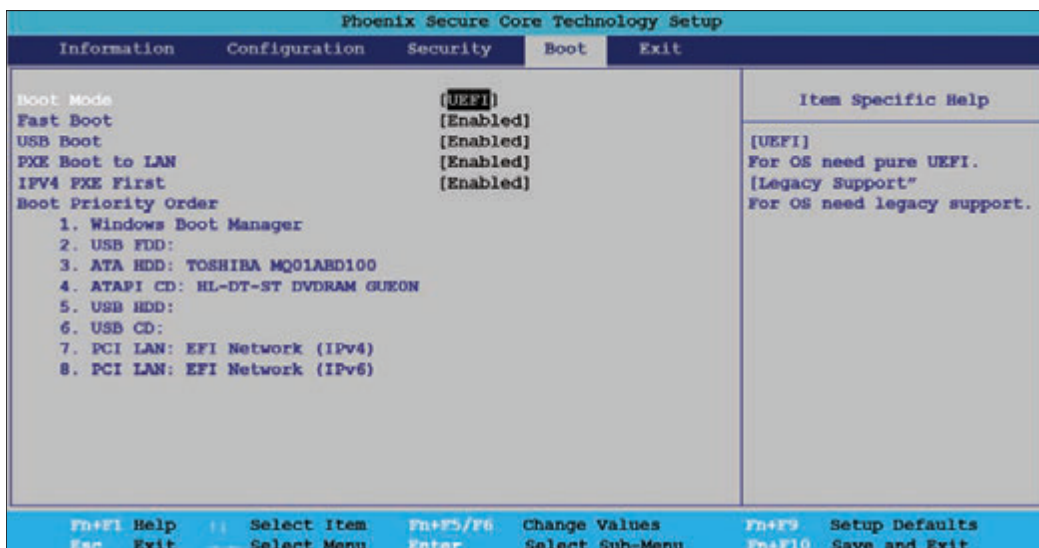 Phoenix Secure Core Technology Setup
Information Configuration Security Boot Exit
Boot Mode [UEFI]
Fast Boot [Enabled]
USB Boot [Enabled]
PXE Boot to LAN [Enabled]
IPV4 PXE First [Enabled]
Boot Priority Order
1. Windows Boot Manager
2. USB FDD:
3. ATA HDD: TOSHIBA MQ01ABD100
4. ATAPI CD: HL-DT-ST DVDRAM GUE0N
5. USB HDD:
6. USB CD:
7. PCI LAN: EFI Network (IPv4)
8. PCI LAN: EFI Network (IPv6)
Item Specific Help
[UEFI]
For OS need pure UEFI.
[Legacy Support"
For OS need legacy support.
Fn+F1 Help ↑↓ Select Item Fn+F5/F6 Change Values Fn+F9 Setup Defaults
Esc Exit Select Menu Enter Select Sub-Menu Fn+F10 Save and Exit